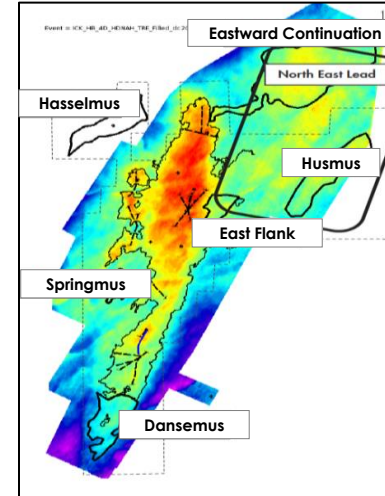 Eastward Continuation
North East Lead
Hasselmus
Husmus
East Flank
Springmus
Dansemus